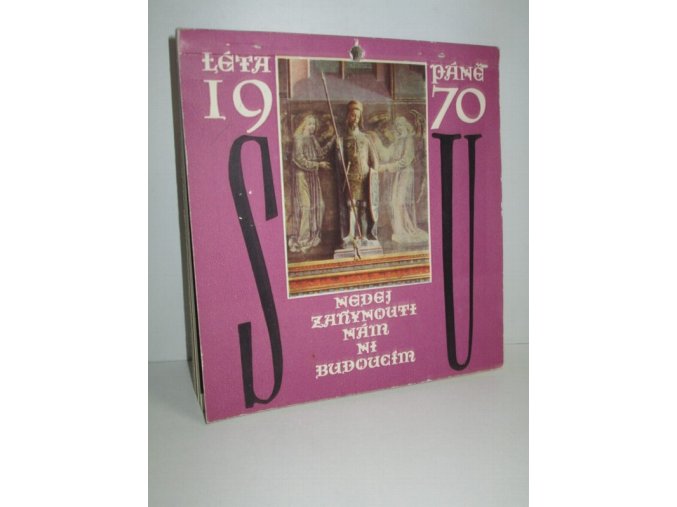 LÉTA PÁNĚ
19 70
S U
NEDEJ
ZAHYNOUTI
NÁM
NI
BUDOUCÍM